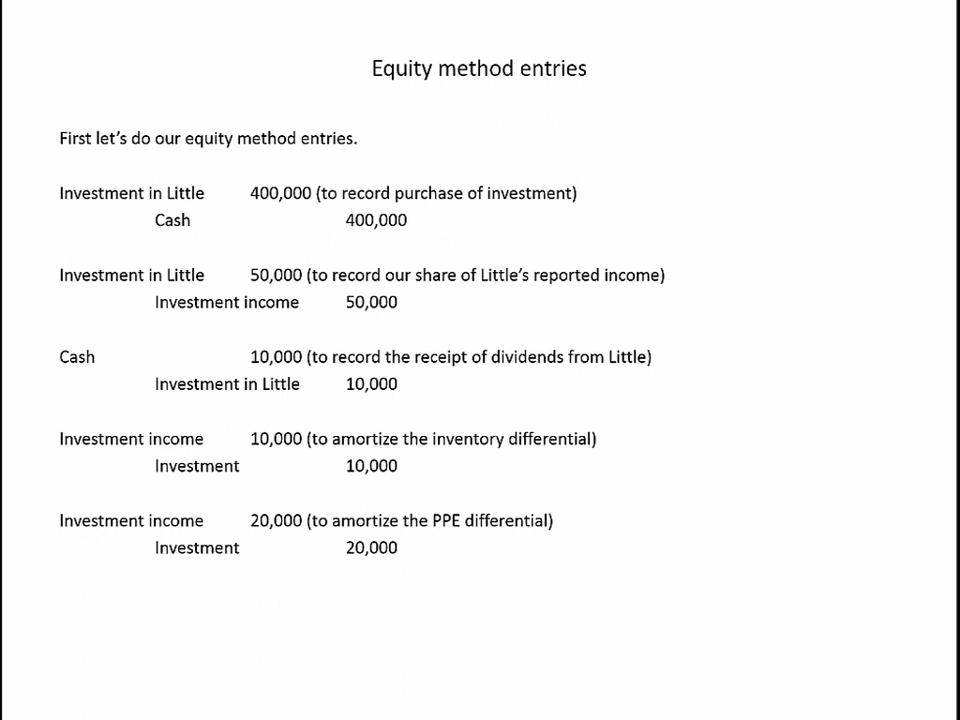 Equity method entries
First let's do our equity method entries.
Investment in Little 400,000 (to record purchase of investment)
Cash 400,000
Investment in Little 50,000 (to record our share of Little's reported income)
Investment income 50,000
Cash 10,000 (to record the receipt of dividends from Little)
Investment in Little 10,000
Investment income 10,000 (to amortize the inventory differential)
Investment 10,000
Investment income 20,000 (to amortize the PPE differential)
Investment 20,000